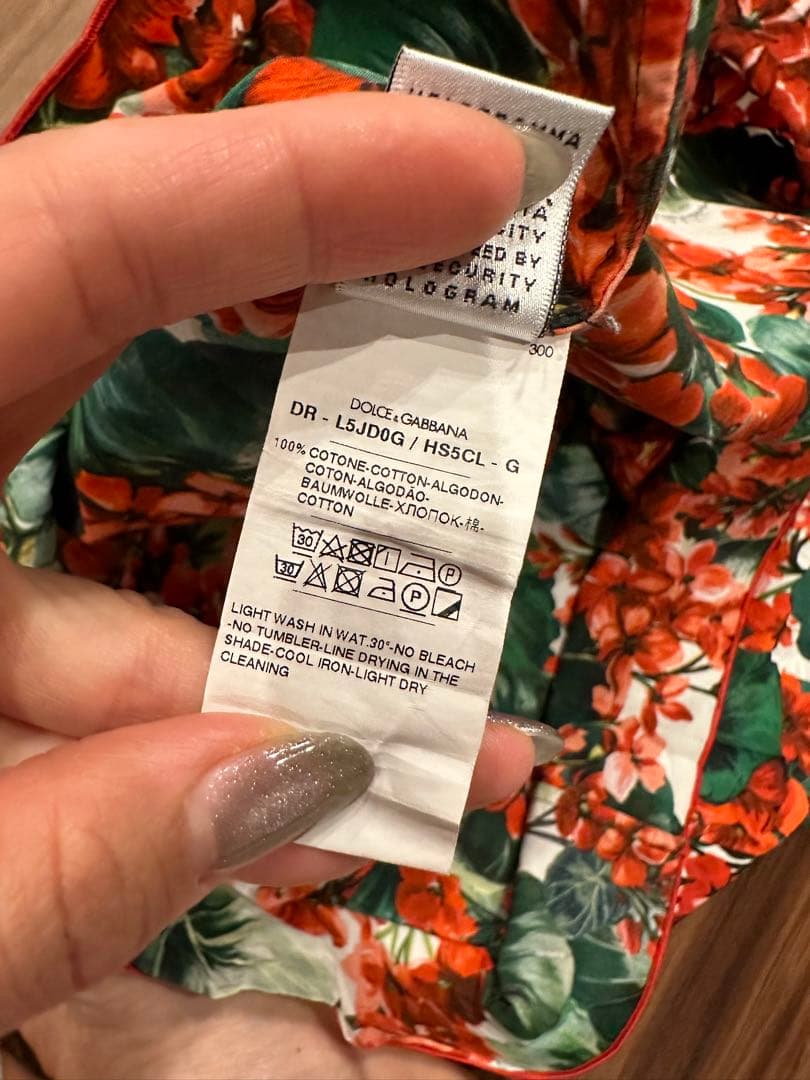 ITY
BY
SECURITY
HOLOGRAM
300
DOLCE & GABBANA
DR - L5JD0G / HS5CL - G
100% COTONE-COTTON-ALGODON-
COTON-ALGODÃO-
BAUMWOLLE-ХЛОПОК-棉-
COTTON
30 P
30 P
LIGHT WASH IN WAT.30°-NO BLEACH
-NO TUMBLER-LINE DRYING IN THE
SHADE-COOL IRON-LIGHT DRY
CLEANING